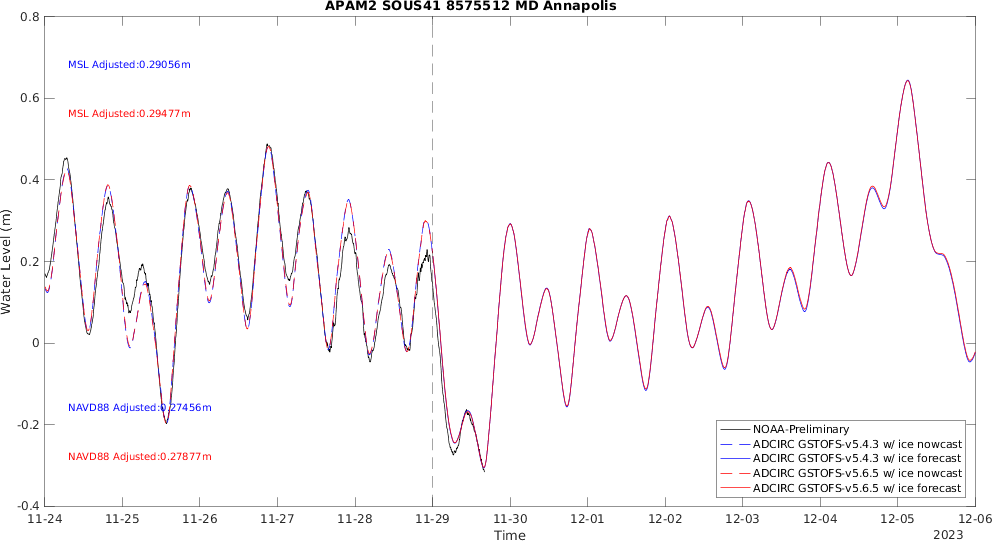 APAM2 SOUS41 8575512 MD Annapolis
0.8
0.6
0.4
0.2
0
-0.2
-0.4
Water Level (m)
MSL Adjusted:0.29056m
MSL Adjusted:0.29477m
NAVD88 Adjusted:0.27456m
NAVD88 Adjusted:0.27877m
NOAA-Preliminary
ADCIRC GSTOFS-v5.4.3 w/ ice nowcast
ADCIRC GSTOFS-v5.4.3 w/ ice forecast
ADCIRC GSTOFS-v5.6.5 w/ ice nowcast
ADCIRC GSTOFS-v5.6.5 w/ ice forecast
11-24 11-25 11-26 11-27 11-28 11-29 11-30 12-01 12-02 12-03 12-04 12-05 12-06
Time
2023